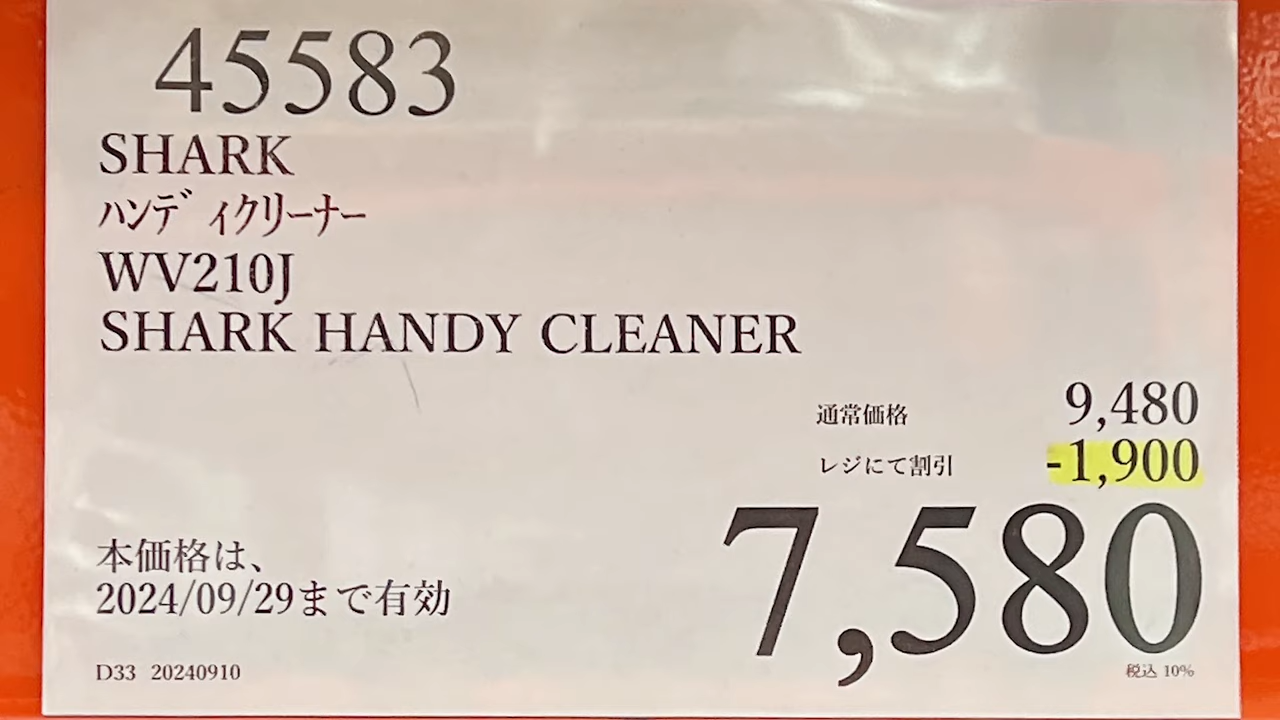 45583
SHARK
ハンディクリーナー
WV210J
SHARK HANDY CLEANER
通常価格 9,480
レジにて割引 -1,900
7,580
本価格は、
2024/09/29まで有効
D33 20240910
税込 10%